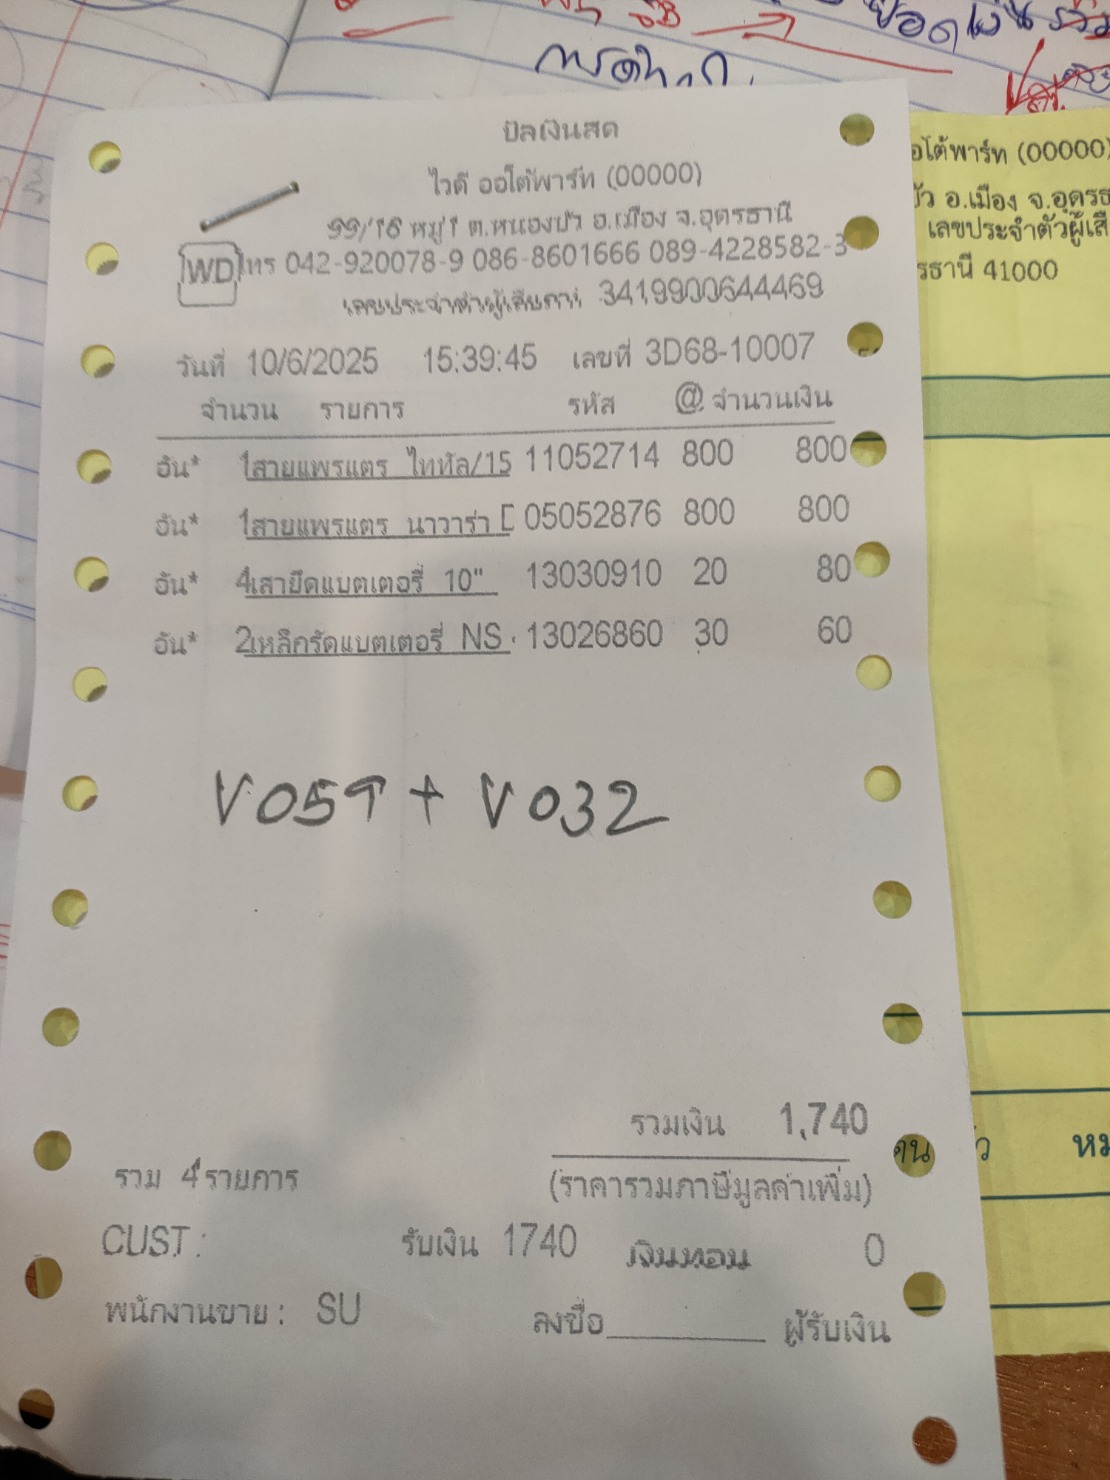 บิลเงินสด
ไวดี ออโต้พาร์ท (00000)
99/16 หมู่1 ต.หนองบัว อ.เมือง จ.อุดรธานี
WD โทร 042-920078-9 086-8601666 089-4228582-3
เลขประจำตัวผู้เสียภาษี 3419900644469
วันที่ 10/6/2025 15:39:45 เลขที่ 3D68-10007
จำนวน รายการ รหัส @ จำนวนเงิน
อัน* 1สายแพรแตร ไททัล/15 11052714 800 800
อัน* 1สายแพรแตร นาวาร่า D 05052876 800 800
อัน* 4เสายึดแบตเตอรี่ 10" 13030910 20 80
อัน* 2เหล็กรัดแบตเตอรี่ NS 13026860 30 60
V059 + V032
รวมเงิน 1,740
รวม 4รายการ (ราคารวมภาษีมูลค่าเพิ่ม)
CUST: รับเงิน 1740 เงินทอน 0
พนักงานขาย: SU ลงชื่อ__________ ผู้รับเงิน
อโต้พาร์ท (00000)
บัว อ.เมือง จ.อุดรธ
เลขประจำตัวผู้เสี
รธานี 41000